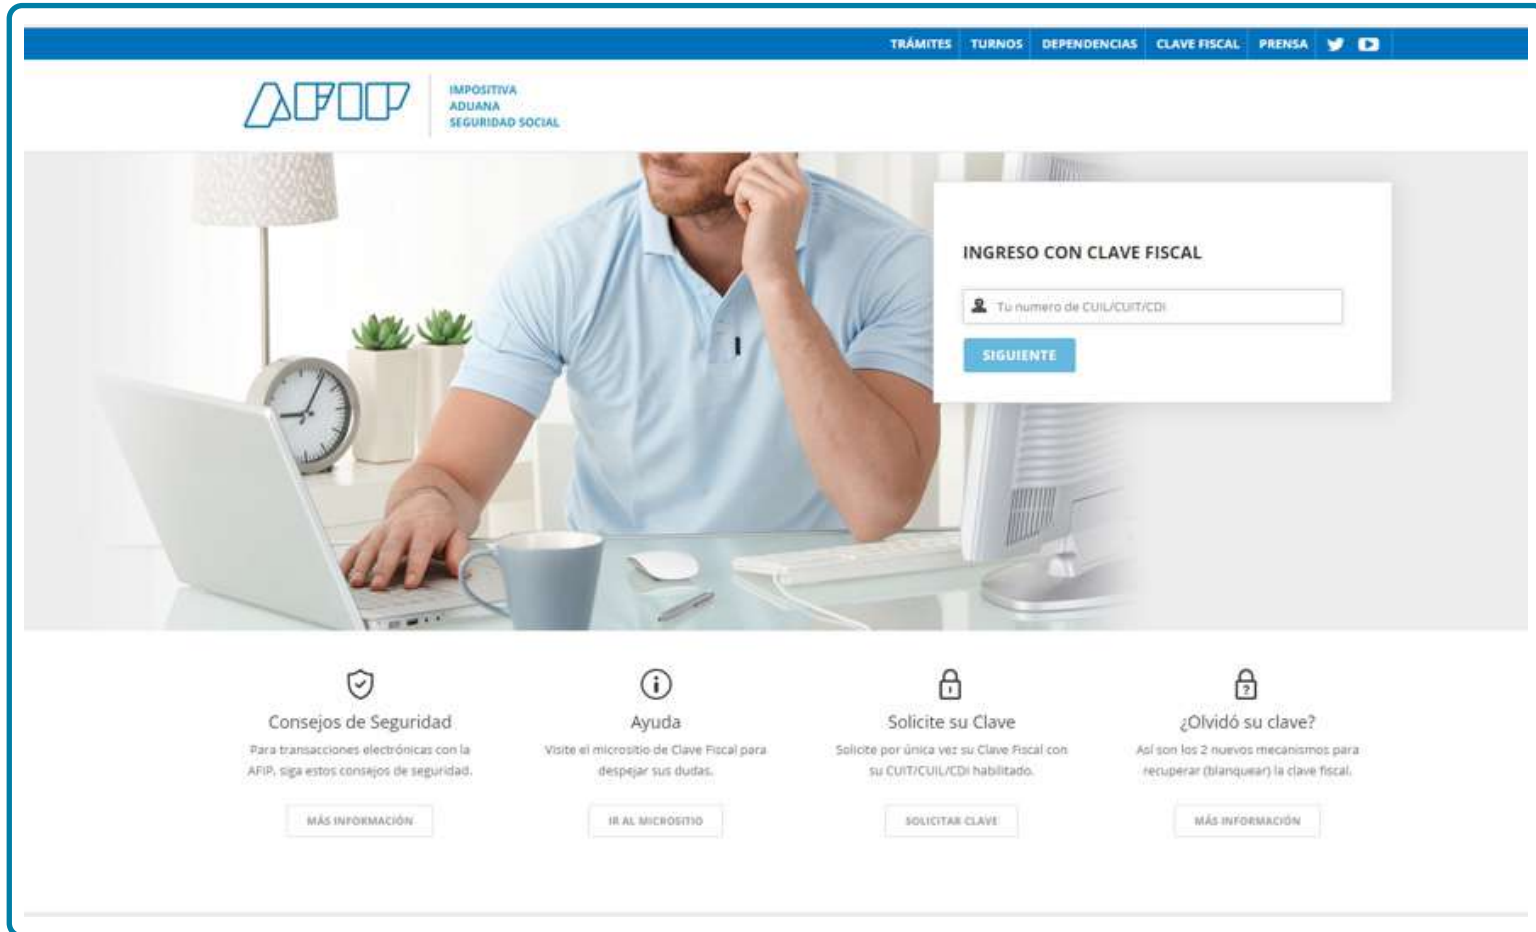 TRÁMITES TURNOS DEPENDENCIAS CLAVE FISCAL PRENSA
AFIP
IMPOSITIVA
ADUANA
SEGURIDAD SOCIAL
INGRESO CON CLAVE FISCAL
Tu numero de CUIL/CUIT/CDI
SIGUIENTE
Consejos de Seguridad
Para transacciones electrónicas con la
AFIP, siga estos consejos de seguridad.
MÁS INFORMACIÓN
Ayuda
Visite el micrositio de Clave Fiscal para
despejar sus dudas.
IR AL MICROSITIO
Solicite su Clave
Solicite por única vez su Clave Fiscal con
su CUIT/CUIL/CDI habilitado.
SOLICITAR CLAVE
¿Olvidó su clave?
Así son los 2 nuevos mecanismos para
recuperar (blanquear) la clave fiscal.
MÁS INFORMACIÓN